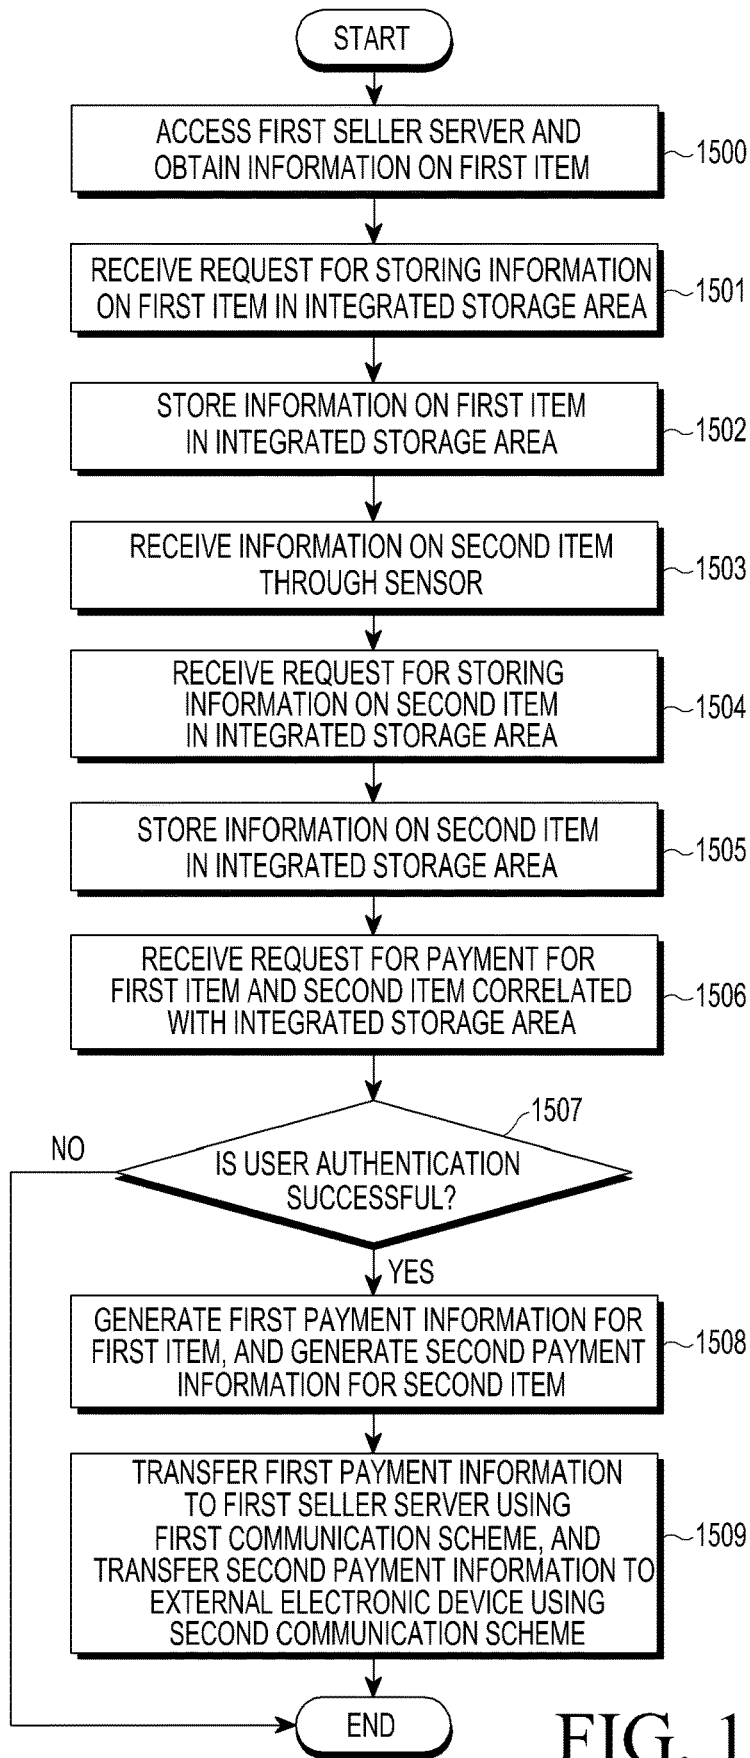 START
ACCESS FIRST SELLER SERVER AND
OBTAIN INFORMATION ON FIRST ITEM
1500
RECEIVE REQUEST FOR STORING INFORMATION
ON FIRST ITEM IN INTEGRATED STORAGE AREA
1501
STORE INFORMATION ON FIRST ITEM
IN INTEGRATED STORAGE AREA
1502
RECEIVE INFORMATION ON SECOND ITEM
THROUGH SENSOR
1503
RECEIVE REQUEST FOR STORING
INFORMATION ON SECOND ITEM
IN INTEGRATED STORAGE AREA
1504
STORE INFORMATION ON SECOND ITEM
IN INTEGRATED STORAGE AREA
1505
RECEIVE REQUEST FOR PAYMENT FOR
FIRST ITEM AND SECOND ITEM CORRELATED
WITH INTEGRATED STORAGE AREA
1506
1507
NO
IS USER AUTHENTICATION
SUCCESSFUL?
YES
GENERATE FIRST PAYMENT INFORMATION FOR
FIRST ITEM, AND GENERATE SECOND PAYMENT
INFORMATION FOR SECOND ITEM
1508
TRANSFER FIRST PAYMENT INFORMATION
TO FIRST SELLER SERVER USING
FIRST COMMUNICATION SCHEME, AND
TRANSFER SECOND PAYMENT INFORMATION TO
EXTERNAL ELECTRONIC DEVICE USING
SECOND COMMUNICATION SCHEME
1509
END
FIG. 1